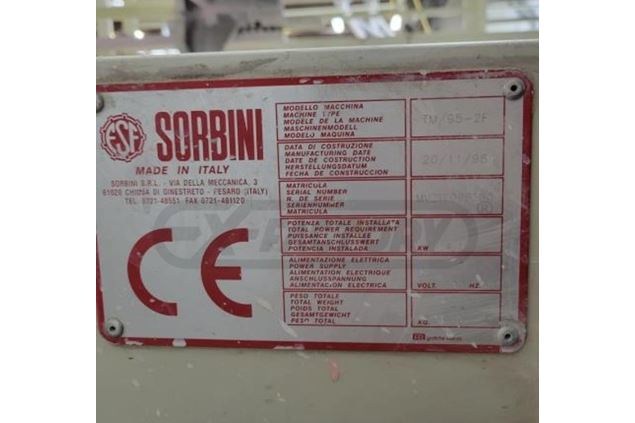 FSF SORBINI
MADE IN ITALY
SORBINI S.R.L. - VIA DELLA MECCANICA, 3
61020 CHIUSA DI GINESTRETO - PESARO (ITALY)
TEL. 0721-48551 FAX 0721-481120
CE
MODELLO MACCHINA
MACHINE TYPE
MODELE DE LA MACHINE
MASCHINENMODELL
MODELO MAQUINA
TM/95-2F
DATA DI COSTRUZIONE
MANUFACTURING DATE
DATE DE COSTRUCTION
HERSTELLUNGSDATUM
FECHA DE CONSTRUCCION
20/11/95
MATRICOLA
SERIAL NUMBER
N. DE SERIE
SERIENNUMMER
MATRICULA
POTENZA TOTALE INSTALLATA
TOTAL POWER REQUIREMENT
PUISSANCE INSTALLEE
GESAMTANSCHLUSSWERT
POTENCIA INSTALADA
KW
ALIMENTAZIONE ELETTRICA
POWER SUPPLY
ALIMENTATION ELECTRIQUE
ANSCHLUSSPANNUNG
ALIMENTACION ELECTRICA
VOLT. HZ.
PESO TOTALE
TOTAL WEIGHT
POIDS TOTAL
GESAMTGEWICHT
PESO TOTAL
KG.